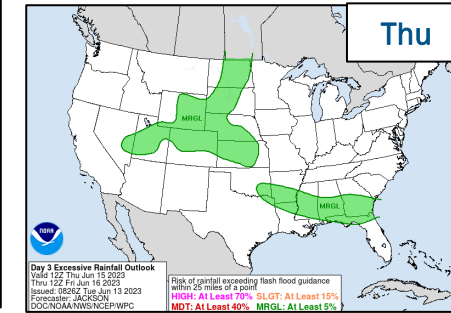 Thu
MRGL
MRGL
NOAA
Day 3 Excessive Rainfall Outlook
Valid 12Z Thu Jun 15 2023
Thru 12Z Fri Jun 16 2023
Issued: 0826Z Tue Jun 13 2023
Forecaster: JACKSON
DOC/NOAA/NWS/NCEP/WPC
Risk of rainfall exceeding flash flood guidance
within 25 miles of a point
HIGH: At Least 70% SLGT: At Least 15%
MDT: At Least 40% MRGL: At Least 5%